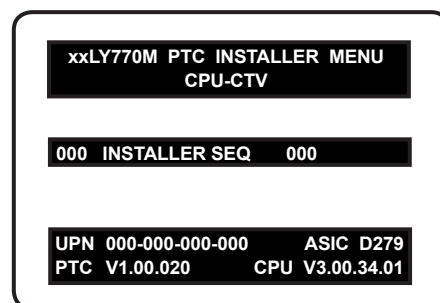 xxLY770M PTC INSTALLER MENU
CPU-CTV
000 INSTALLER SEQ 000
UPN 000-000-000-000 ASIC D279
PTC V1.00.020 CPU V3.00.34.01